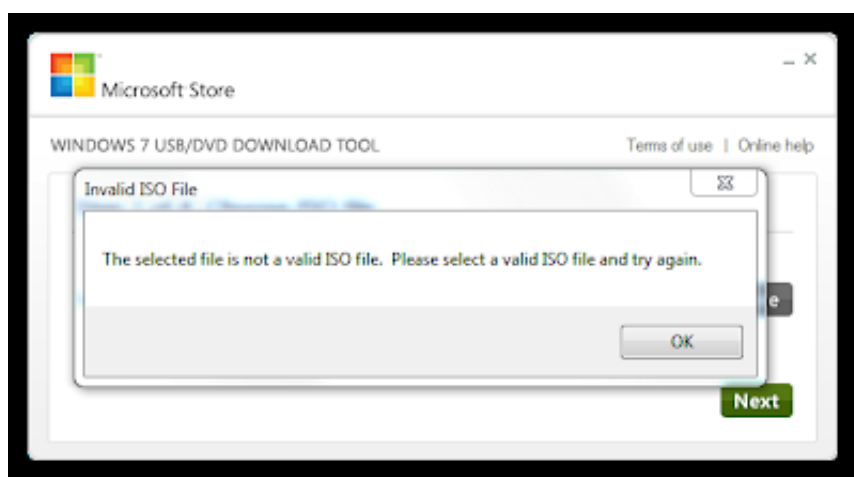 Microsoft Store
WINDOWS 7 USB/DVD DOWNLOAD TOOL
Terms of use | Online help
Invalid ISO File
The selected file is not a valid ISO file. Please select a valid ISO file and try again.
OK
Next